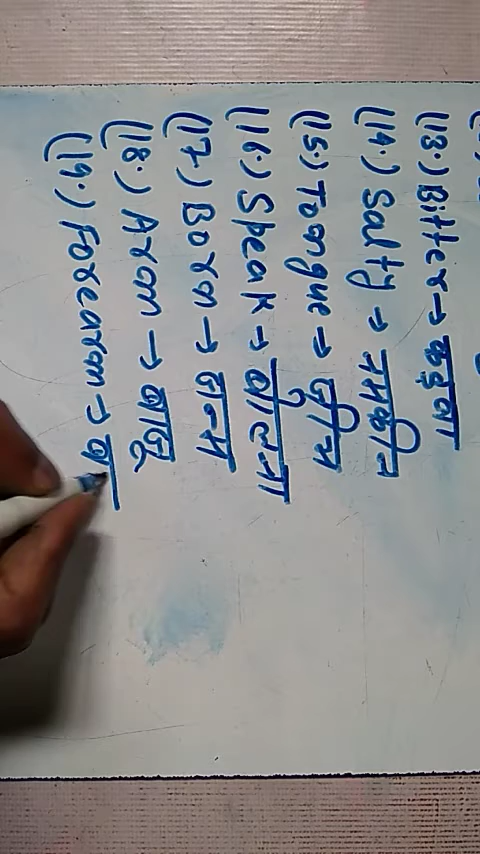 (13.) Bitter → कड़वा
(14.) Salty → नमकीन
(15.) Tongue → जीभ
(16.) Speak → बोलना
(17.) Born → जन्म
(18.) Arm → बाजू
(19.) Forearm → ब